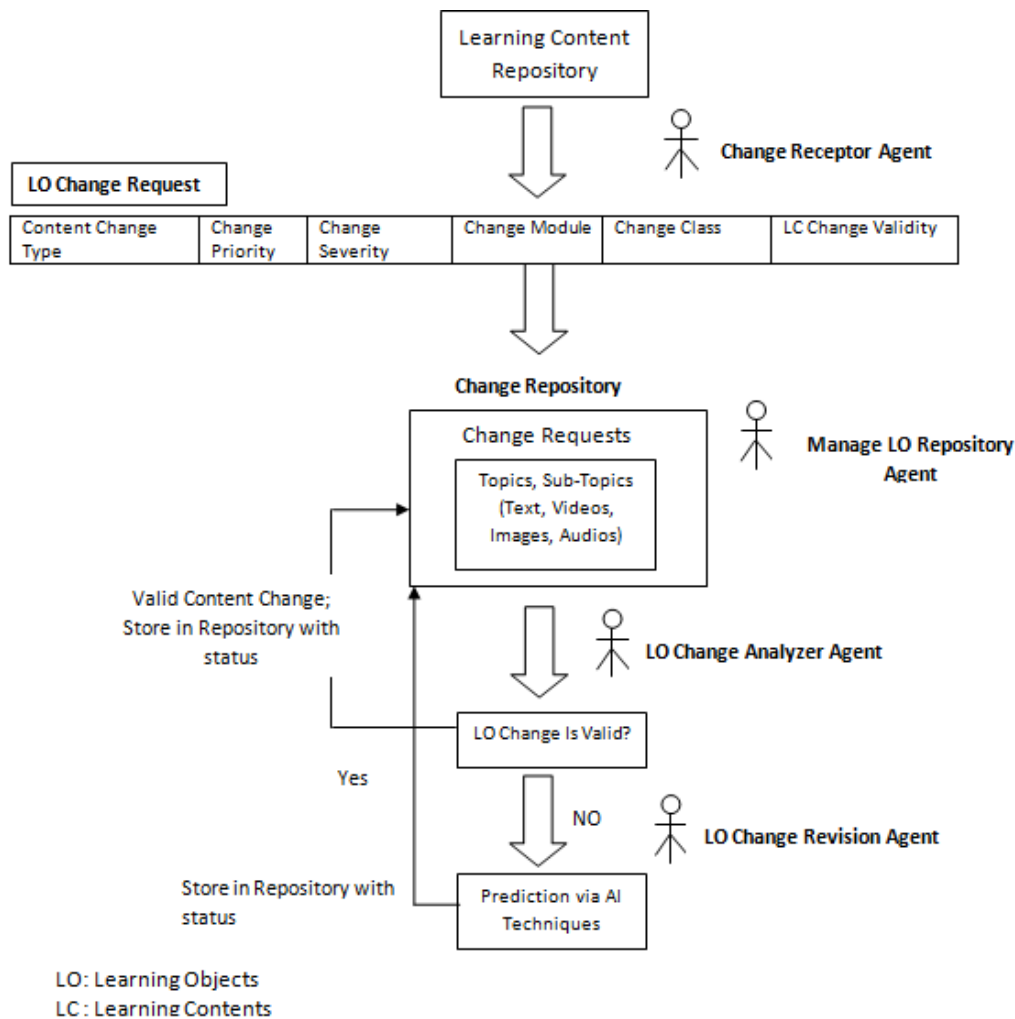 Learning Content
Repository
Change Receptor Agent
LO Change Request
Content Change
Type
Change
Priority
Change
Severity
Change Module
Change Class
LC Change Validity
Change Repository
Change Requests
Topics, Sub-Topics
(Text, Videos,
Images, Audios)
Manage LO Repository
Agent
Valid Content Change;
Store in Repository with
status
LO Change Analyzer Agent
LO Change Is Valid?
Yes
NO
LO Change Revision Agent
Store in Repository with
status
Prediction via AI
Techniques
LO: Learning Objects
LC: Learning Contents